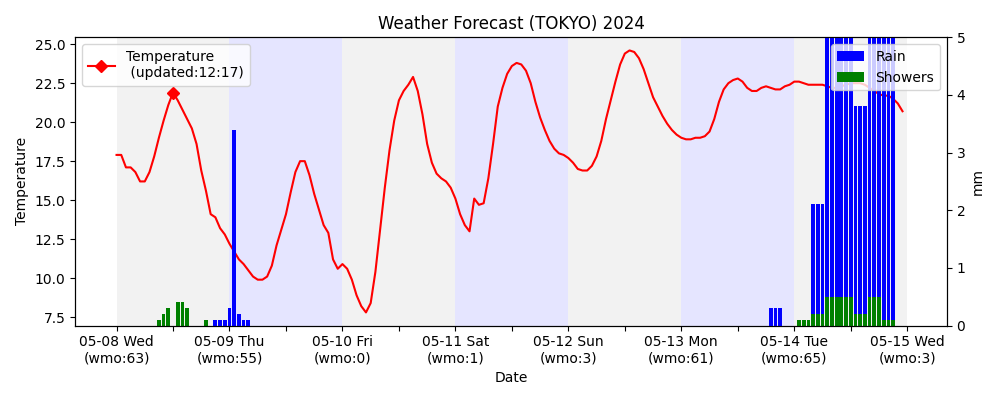 Weather Forecast (TOKYO) 2024
Temperature
(updated:12:17)
Rain
Showers
25.0
22.5
20.0
17.5
15.0
12.5
10.0
7.5
Temperature
5
4
3
2
1
0
mm
05-08 Wed
(wmo:63)
05-09 Thu
(wmo:55)
05-10 Fri
(wmo:0)
05-11 Sat
(wmo:1)
05-12 Sun
(wmo:3)
05-13 Mon
(wmo:61)
05-14 Tue
(wmo:65)
05-15 Wed
(wmo:3)
Date